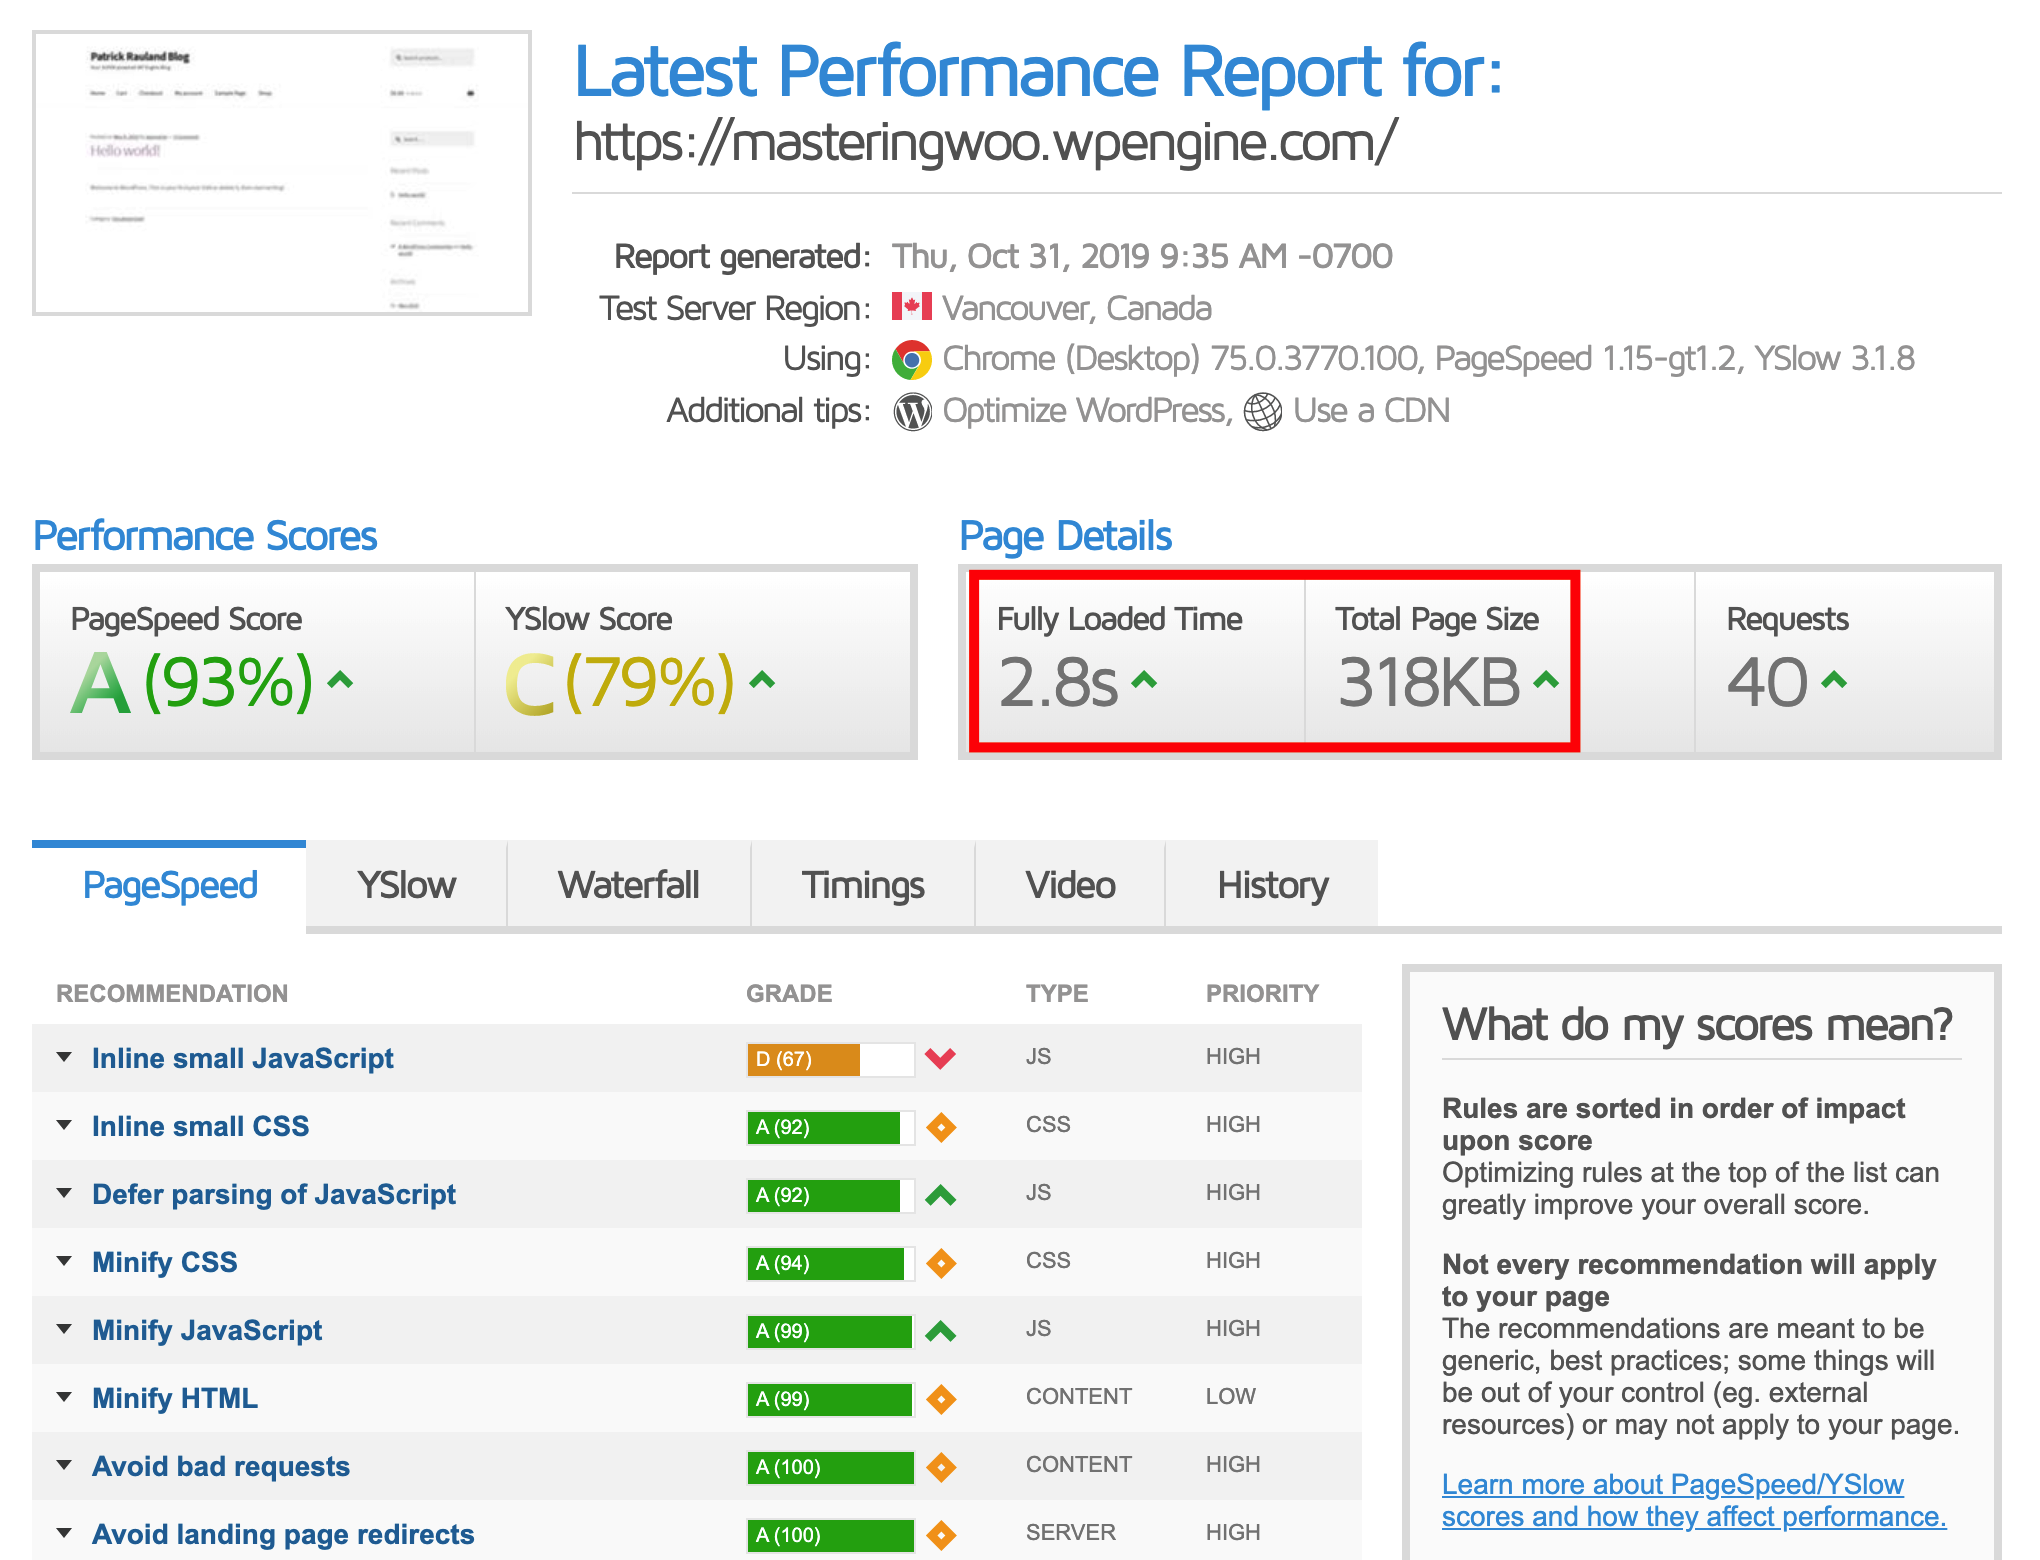 Patrick Rauland Blog
Home Cart Checkout My account Sample Page Shop
Hello world!
Latest Performance Report for:
https://masteringwoo.wpengine.com/
Report generated: Thu, Oct 31, 2019 9:35 AM -0700
Test Server Region: Vancouver, Canada
Using: Chrome (Desktop) 75.0.3770.100, PageSpeed 1.15-gt1.2, YSlow 3.1.8
Additional tips: Optimize WordPress, Use a CDN
Performance Scores
PageSpeed Score
A (93%)
YSlow Score
C (79%)
Page Details
Fully Loaded Time
2.8s
Total Page Size
318KB
Requests
40
PageSpeed YSlow Waterfall Timings Video History
RECOMMENDATION GRADE TYPE PRIORITY
Inline small JavaScript D (67) JS HIGH
Inline small CSS A (92) CSS HIGH
Defer parsing of JavaScript A (92) JS HIGH
Minify CSS A (94) CSS HIGH
Minify JavaScript A (99) JS HIGH
Minify HTML A (99) CONTENT LOW
Avoid bad requests A (100) CONTENT HIGH
Avoid landing page redirects A (100) SERVER HIGH
What do my scores mean?
Rules are sorted in order of impact
upon score
Optimizing rules at the top of the list can
greatly improve your overall score.
Not every recommendation will apply
to your page
The recommendations are meant to be
generic, best practices; some things will
be out of your control (eg. external
resources) or may not apply to your page.
Learn more about PageSpeed/YSlow
scores and how they affect performance.